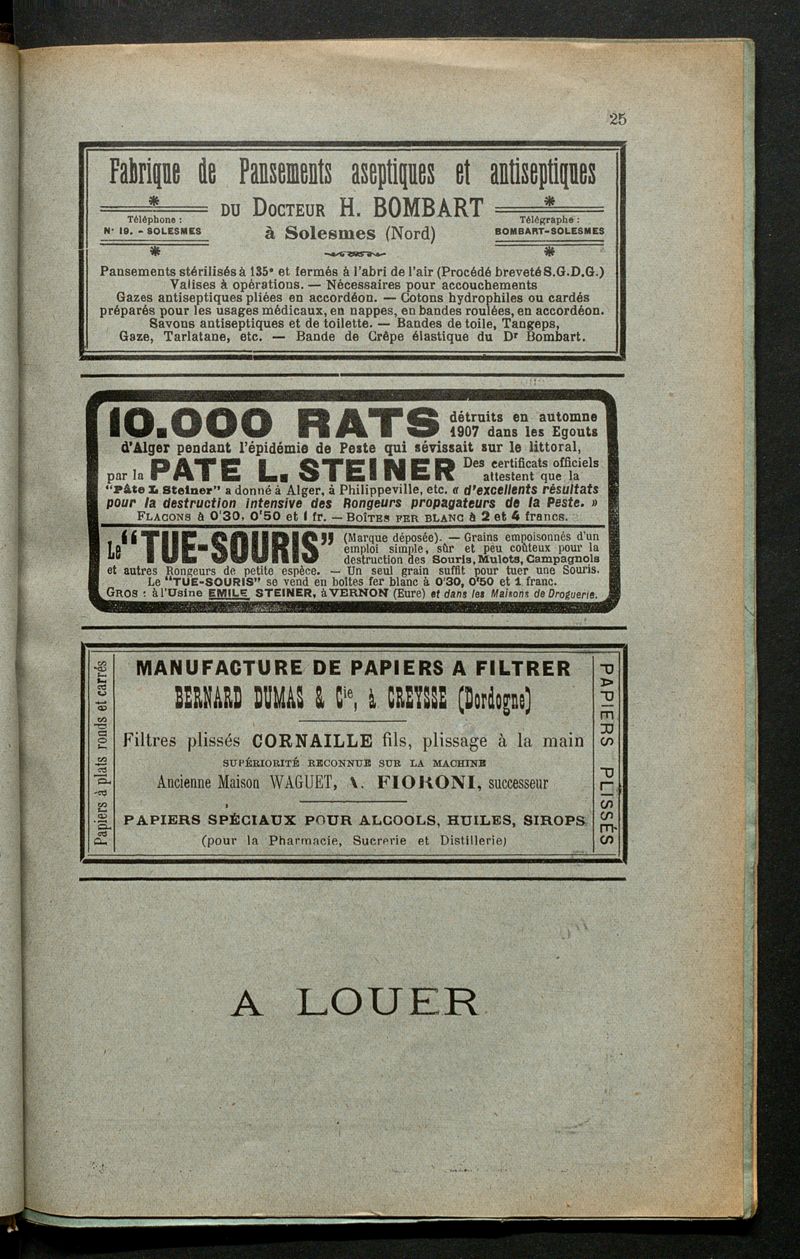 25
Fabrique de Pansements aseptiques et antiseptiques
DU DOCTEUR H. BOMBART
à Solesmes (Nord)
Téléphone :
N° 19. - SOLESMES
Télégraphe :
BOMBART-SOLESMES
Pansements stérilisés à 135° et fermés à l'abri de l'air (Procédé breveté S.G.D.G.)
Valises à opérations. — Nécessaires pour accouchements
Gazes antiseptiques pliées en accordéon. — Cotons hydrophiles ou cardés
préparés pour les usages médicaux, en nappes, en bandes roulées, en accordéon.
Savons antiseptiques et de toilette. — Bandes de toile, Tangeps,
Gaze, Tarlatane, etc. — Bande de Crêpe élastique du Dr Bombart.
10.000 RATS détruits en automne
1907 dans les Egouts
d'Alger pendant l'épidémie de Peste qui sévissait sur le littoral,
par la PATE L. STEINER Des certificats officiels
attestent que la
"Pâte L. Steiner" a donné à Alger, à Philippeville, etc. « d'excellents résultats
pour la destruction intensive des Rongeurs propagateurs de la Peste. »
FLACONS à 0'30, 0'50 et 1 fr. — BOÎTES FER BLANC à 2 et 4 francs.
Le "TUE-SOURIS" (Marque déposée). — Grains empoisonnés d'un
emploi simple, sûr et peu coûteux pour la
destruction des Souris, Mulots, Campagnols
et autres Rongeurs de petite espèce. — Un seul grain suffit pour tuer une Souris.
Le "TUE-SOURIS" se vend en boîtes fer blanc à 0'30, 0'50 et 1 franc.
GROS : à l'Usine EMILE STEINER, à VERNON (Eure) et dans les Maisons de Droguerie.
Papiers à plats ronds et carrés
MANUFACTURE DE PAPIERS A FILTRER
BERNARD DUMAS & Cie, à CREYSSE (Dordogne)
Filtres plissés CORNAILLE fils, plissage à la main
SUPÉRIORITÉ RECONNUE SUR LA MACHINE
Ancienne Maison WAGUET, A. FIORONI, successeur
PAPIERS SPÉCIAUX POUR ALCOOLS, HUILES, SIROPS
(pour la Pharmacie, Sucrerie et Distillerie)
PAPIERS PLISSÉS
A LOUER